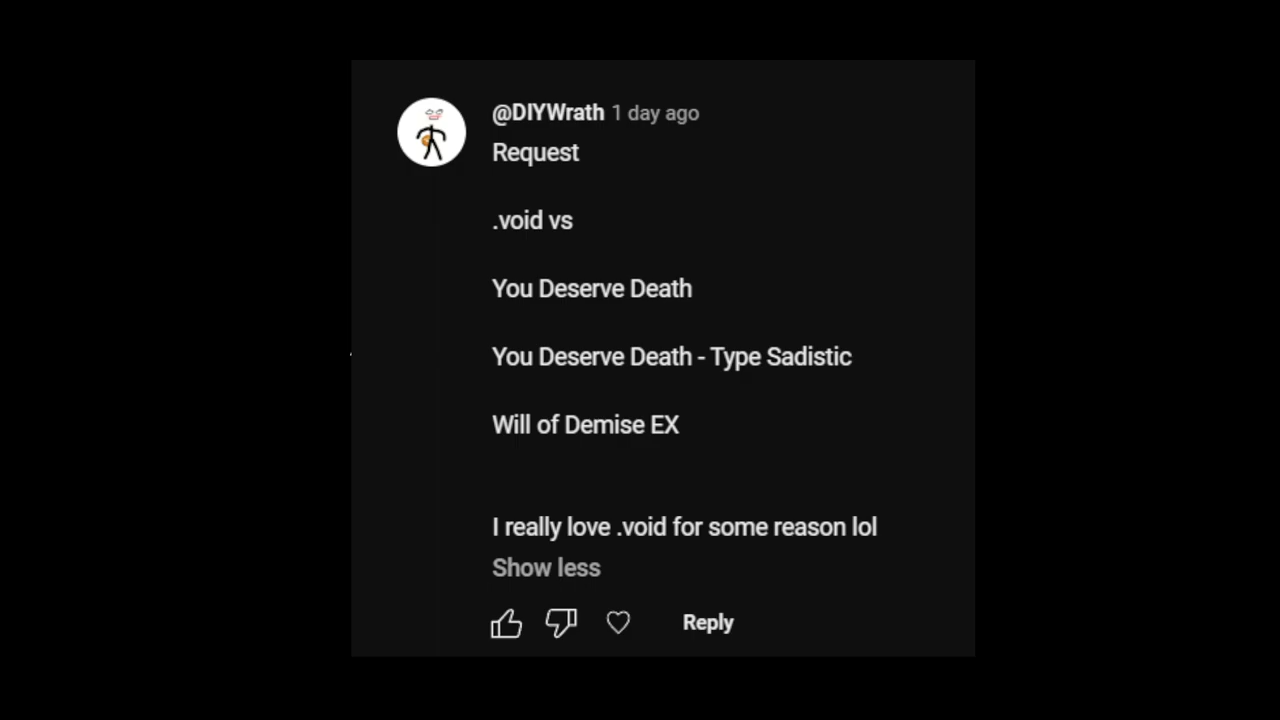 @DIYWrath 1 day ago
Request
.void vs
You Deserve Death
You Deserve Death - Type Sadistic
Will of Demise EX
I really love .void for some reason lol
Show less
Reply